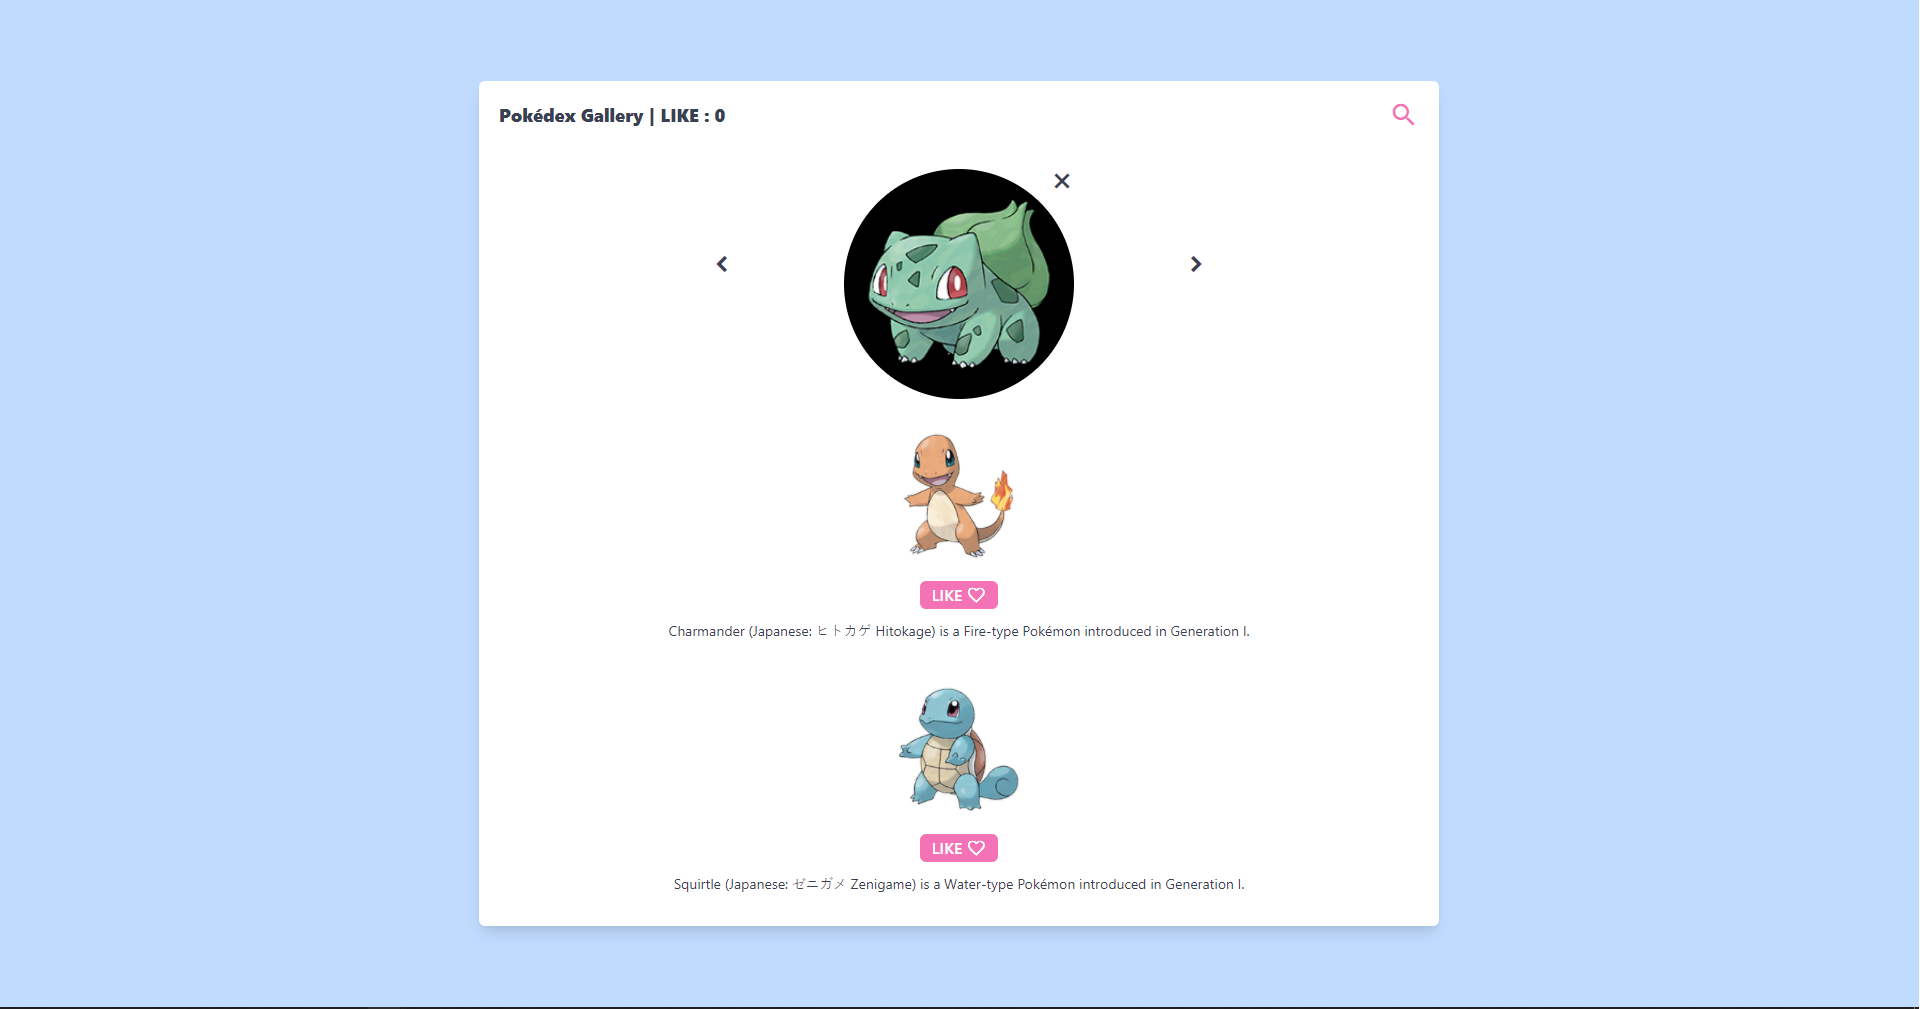 Pokédex Gallery | LIKE : 0
LIKE
Charmander (Japanese: ヒトカゲ Hitokage) is a Fire-type Pokémon introduced in Generation I.
LIKE
Squirtle (Japanese: ゼニガメ Zenigame) is a Water-type Pokémon introduced in Generation I.